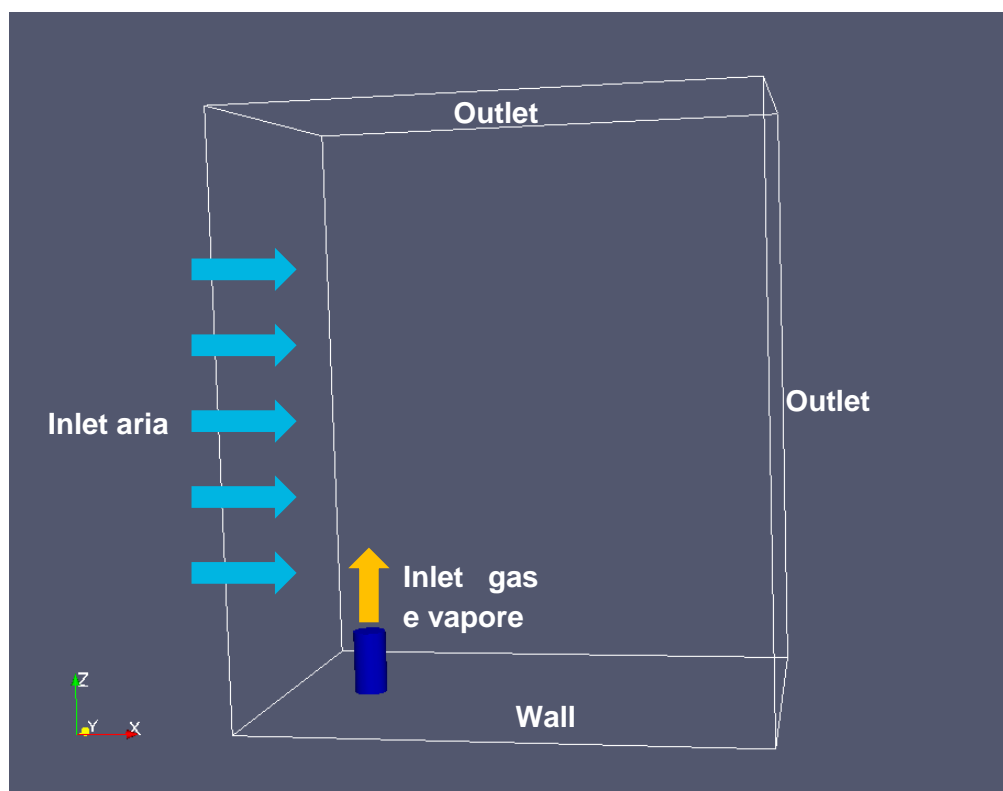 Outlet
Outlet
Inlet aria
Inlet gas
e vapore
Wall
Z
Y
X